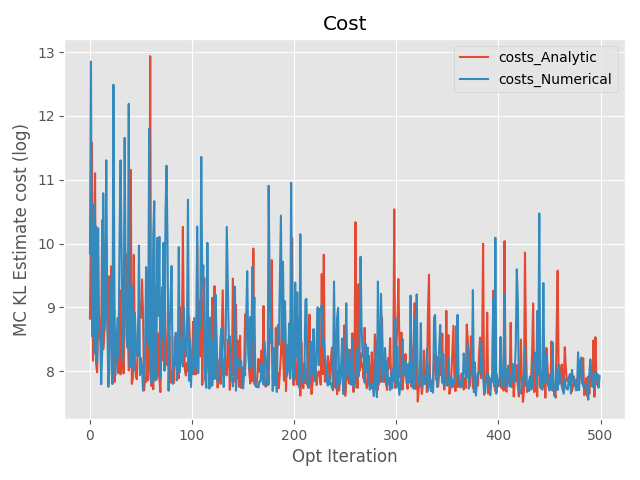 Cost
costs_Analytic
costs_Numerical
MC KL Estimate cost (log)
13
12
11
10
9
8
0 100 200 300 400 500
Opt Iteration